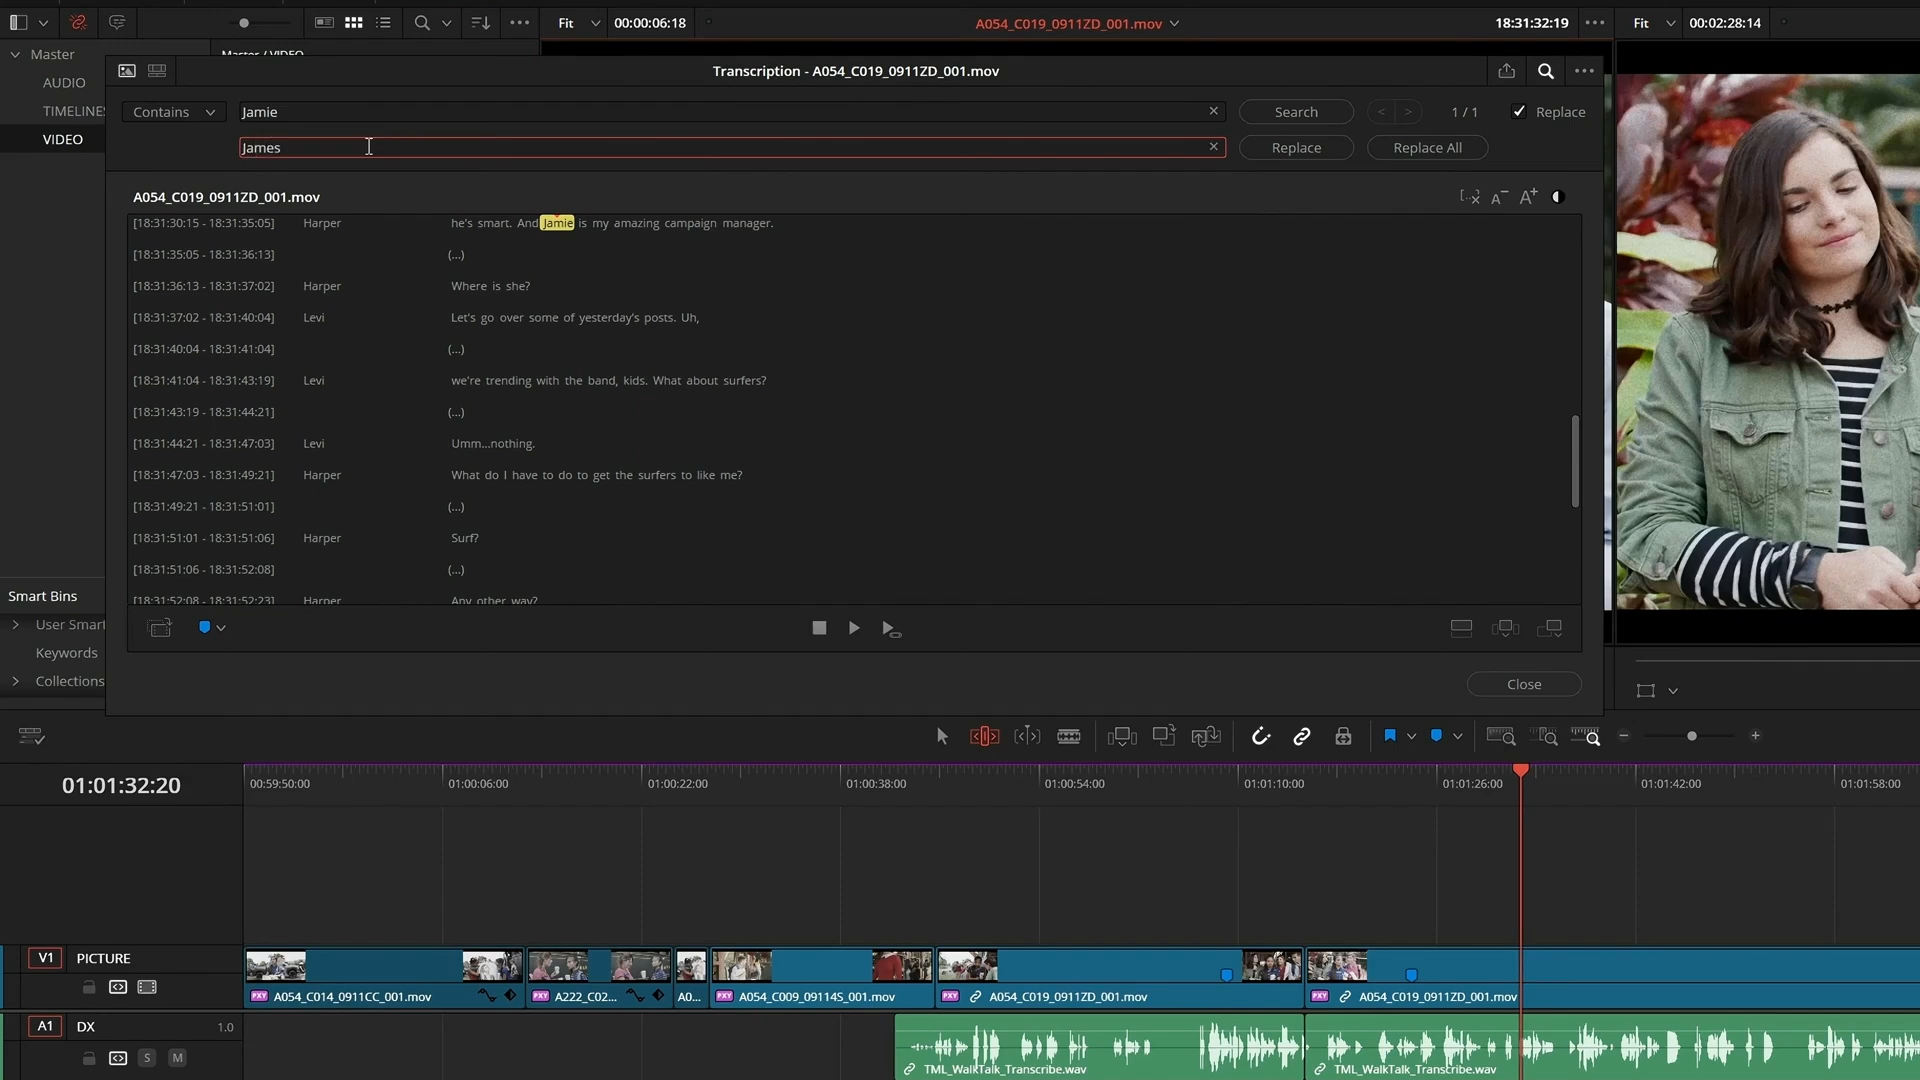 Fit 00:00:06:18 A054_C019_0911ZD_001.mov 18:31:32:19 Fit 00:02:28:14
Master
Master / VIDEO
AUDIO
TIMELINES
VIDEO
Transcription - A054_C019_0911ZD_001.mov
Contains Jamie Search < > 1 / 1 Replace
James Replace Replace All
A054_C019_0911ZD_001.mov A- A+
[18:31:30:15 - 18:31:35:05] Harper he's smart. And Jamie is my amazing campaign manager.
[18:31:35:05 - 18:31:36:13] (...)
[18:31:36:13 - 18:31:37:02] Harper Where is she?
[18:31:37:02 - 18:31:40:04] Levi Let's go over some of yesterday's posts. Uh,
[18:31:40:04 - 18:31:41:04] (...)
[18:31:41:04 - 18:31:43:19] Levi we're trending with the band, kids. What about surfers?
[18:31:43:19 - 18:31:44:21] (...)
[18:31:44:21 - 18:31:47:03] Levi Umm...nothing.
[18:31:47:03 - 18:31:49:21] Harper What do I have to do to get the surfers to like me?
[18:31:49:21 - 18:31:51:01] (...)
[18:31:51:01 - 18:31:51:06] Harper Surf?
[18:31:51:06 - 18:31:52:08] (...)
[18:31:52:08 - 18:31:52:23] Harper Any other way?
Smart Bins
User Smart
Keywords
Collections
Close
01:01:32:20
00:59:50:00 01:00:06:00 01:00:22:00 01:00:38:00 01:00:54:00 01:01:10:00 01:01:26:00 01:01:42:00 01:01:58:00
V1 PICTURE
PXY A054_C014_0911CC_001.mov PXY A222_C02... A0... PXY A054_C009_09114S_001.mov PXY A054_C019_0911ZD_001.mov PXY A054_C019_0911ZD_001.mov
A1 DX 1.0
S M
TML_WalkTalk_Transcribe.wav TML_WalkTalk_Transcribe.wav